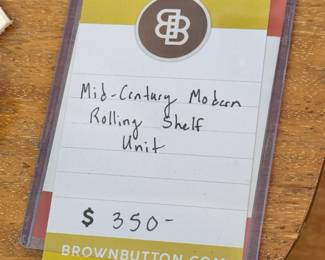 BB
Mid-Century Modern
Rolling Shelf
Unit
$ 350-
BROWNBUTTON.COM